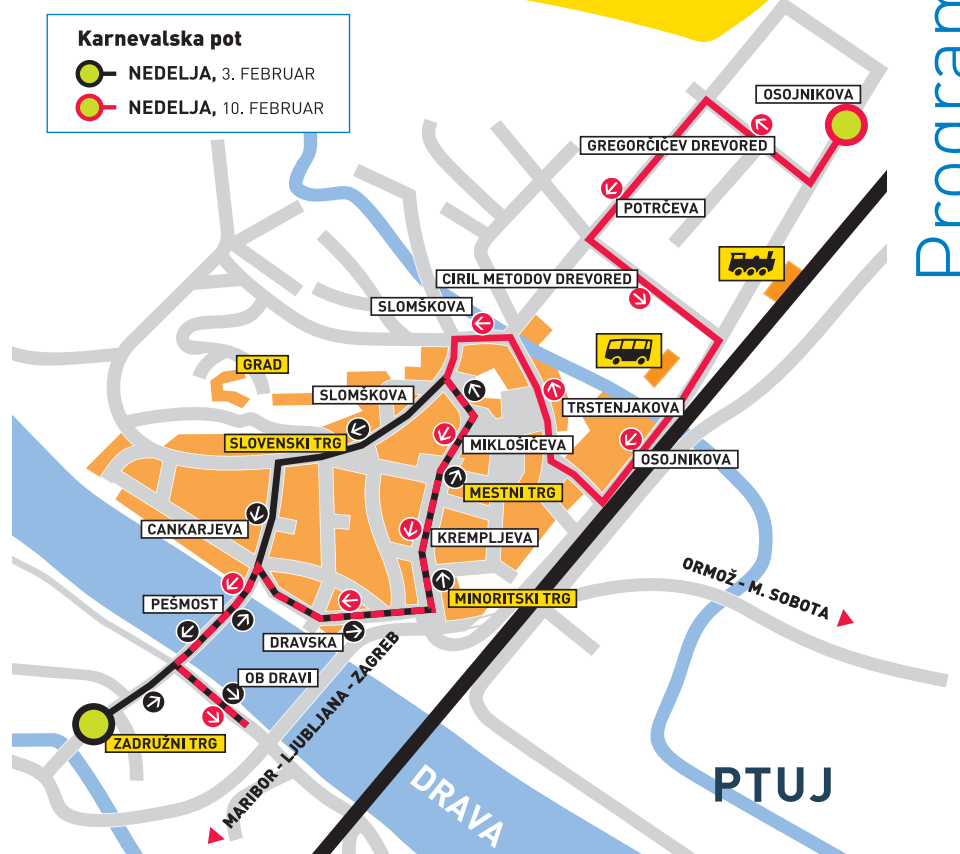 Karnevalska pot
NEDELJA, 3. FEBRUAR
NEDELJA, 10. FEBRUAR
Program
OSOJNIKOVA
GREGORČIČEV DREVORED
POTRČEVA
CIRIL METODOV DREVORED
SLOMŠKOVA
GRAD
SLOMŠKOVA
TRSTENJAKOVA
SLOVENSKI TRG
MIKLOŠIČEVA
OSOJNIKOVA
MESTNI TRG
CANKARJEVA
KREMPLJEVA
ORMOŽ - M. SOBOTA
PEŠMOST
MINORITSKI TRG
DRAVSKA
OB DRAVI
MARIBOR - LJUBLJANA - ZAGREB
ZADRUŽNI TRG
DRAVA
PTUJ